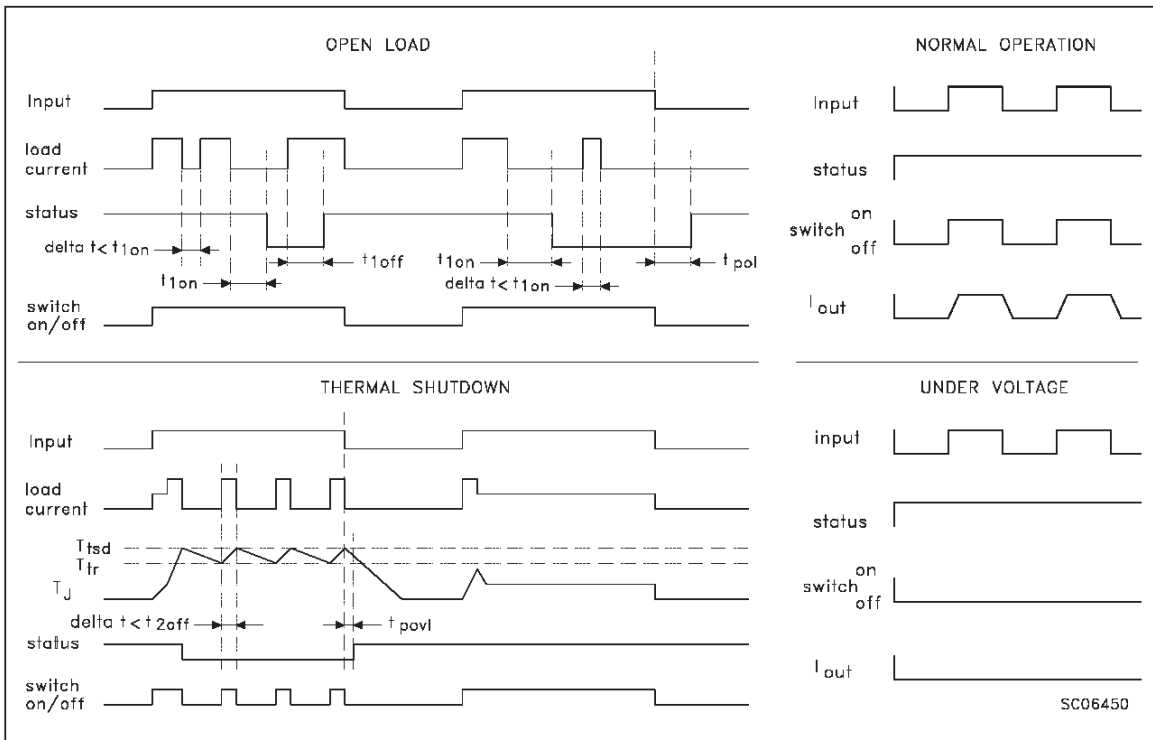 OPEN LOAD
Input
load
current
status
delta t< t1on
t1on
t1off
t1on
delta t< t1on
tpol
switch
on/off
NORMAL OPERATION
Input
status
switch on
off
Iout
THERMAL SHUTDOWN
Input
load
current
Ttsd
Ttr
TJ
delta t< t2off
tpovl
status
switch
on/off
UNDER VOLTAGE
input
status
switch on
off
Iout
SC06450